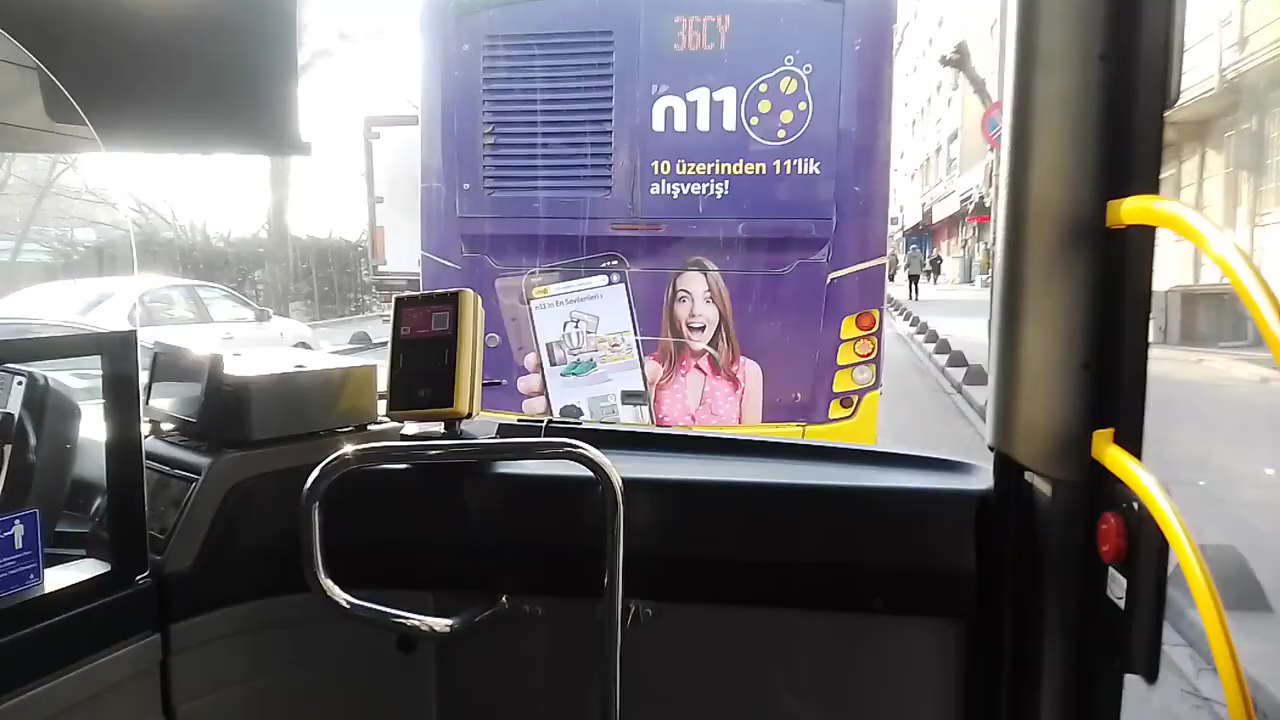 36CY
n11
10 üzerinden 11'lik
alışveriş!
n11'in En Sevilenleri